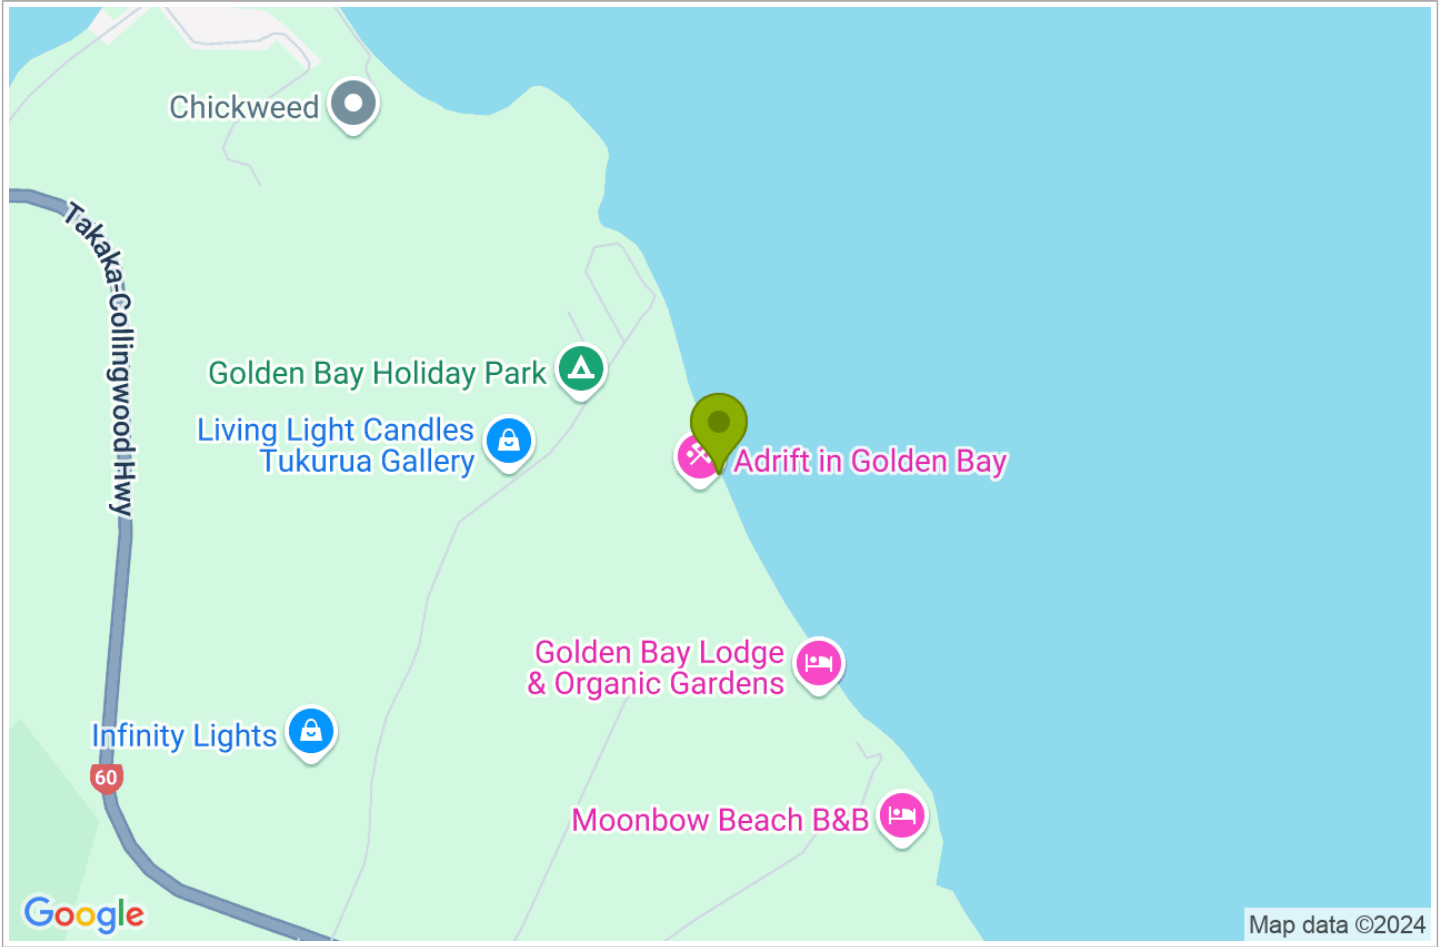 Chickweed
Takaka-Collingwood Hwy
Golden Bay Holiday Park
Living Light Candles
Tukurua Gallery
Adrift in Golden Bay
Golden Bay Lodge
& Organic Gardens
Infinity Lights
60
Moonbow Beach B&B
Google
Map data ©2024